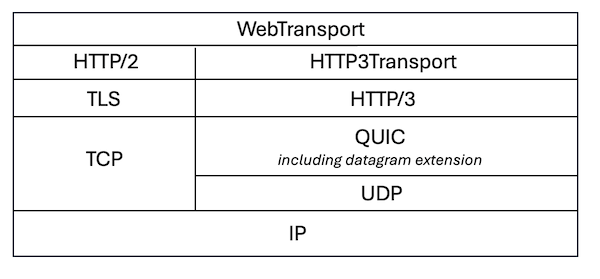 WebTransport
HTTP/2
HTTP3Transport
TLS
HTTP/3
TCP
QUIC
including datagram extension
UDP
IP